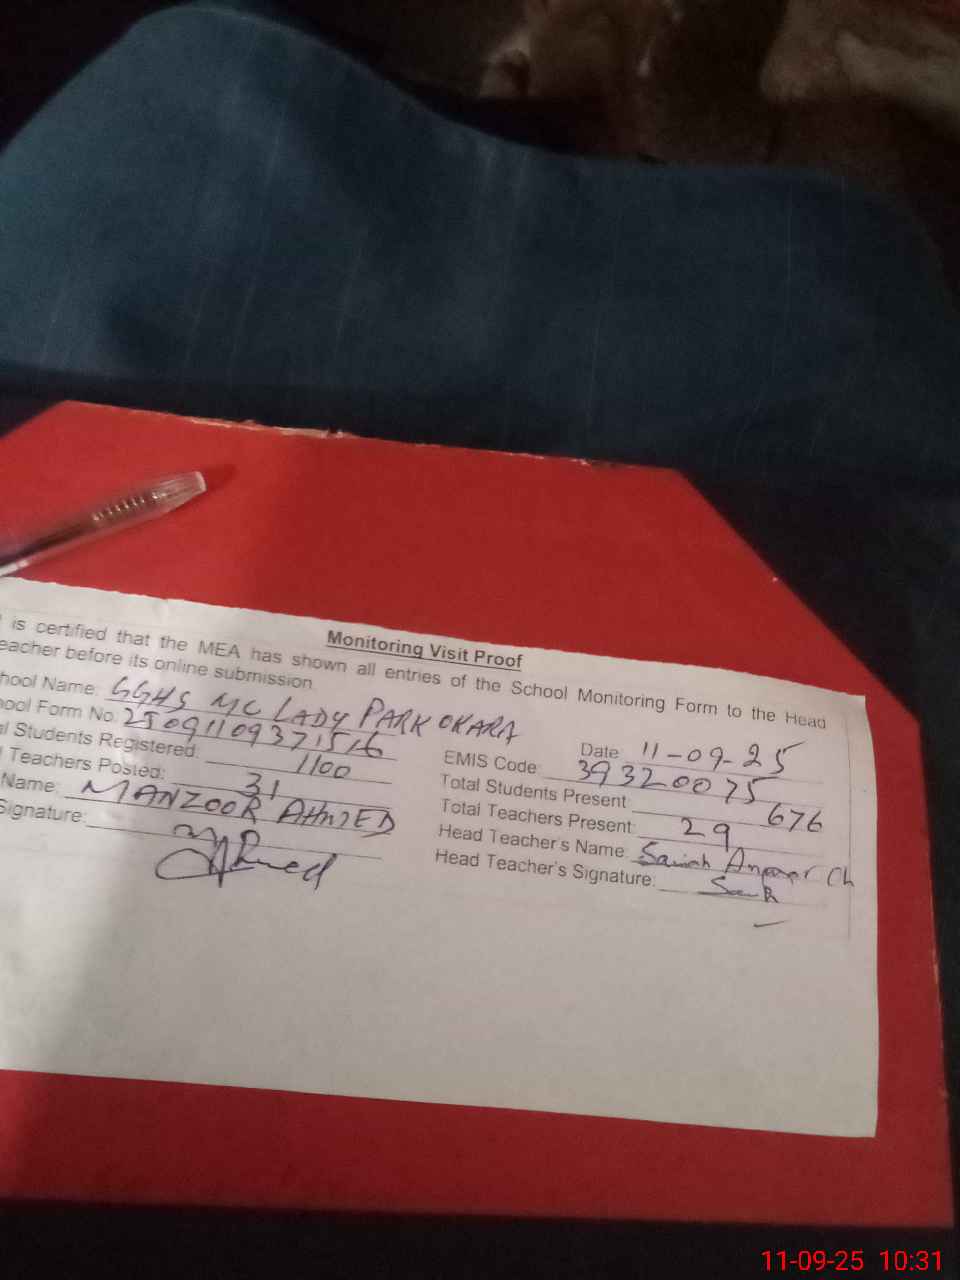 Monitoring Visit Proof
is certified that the MEA has shown all entries of the School Monitoring Form to the Head
eacher before its online submission.
hool Name: GGHS MC LADY PARK OKARA
Date 11-09-25
ool Form No. 25091109371516
EMIS Code: 39320075
al Students Registered: 1100
Total Students Present: 676
l Teachers Posted: 31
Total Teachers Present: 29
Name: MANZOOR AHMED
Head Teacher's Name:
Signature:
Head Teacher's Signature:
11-09-25 10:31